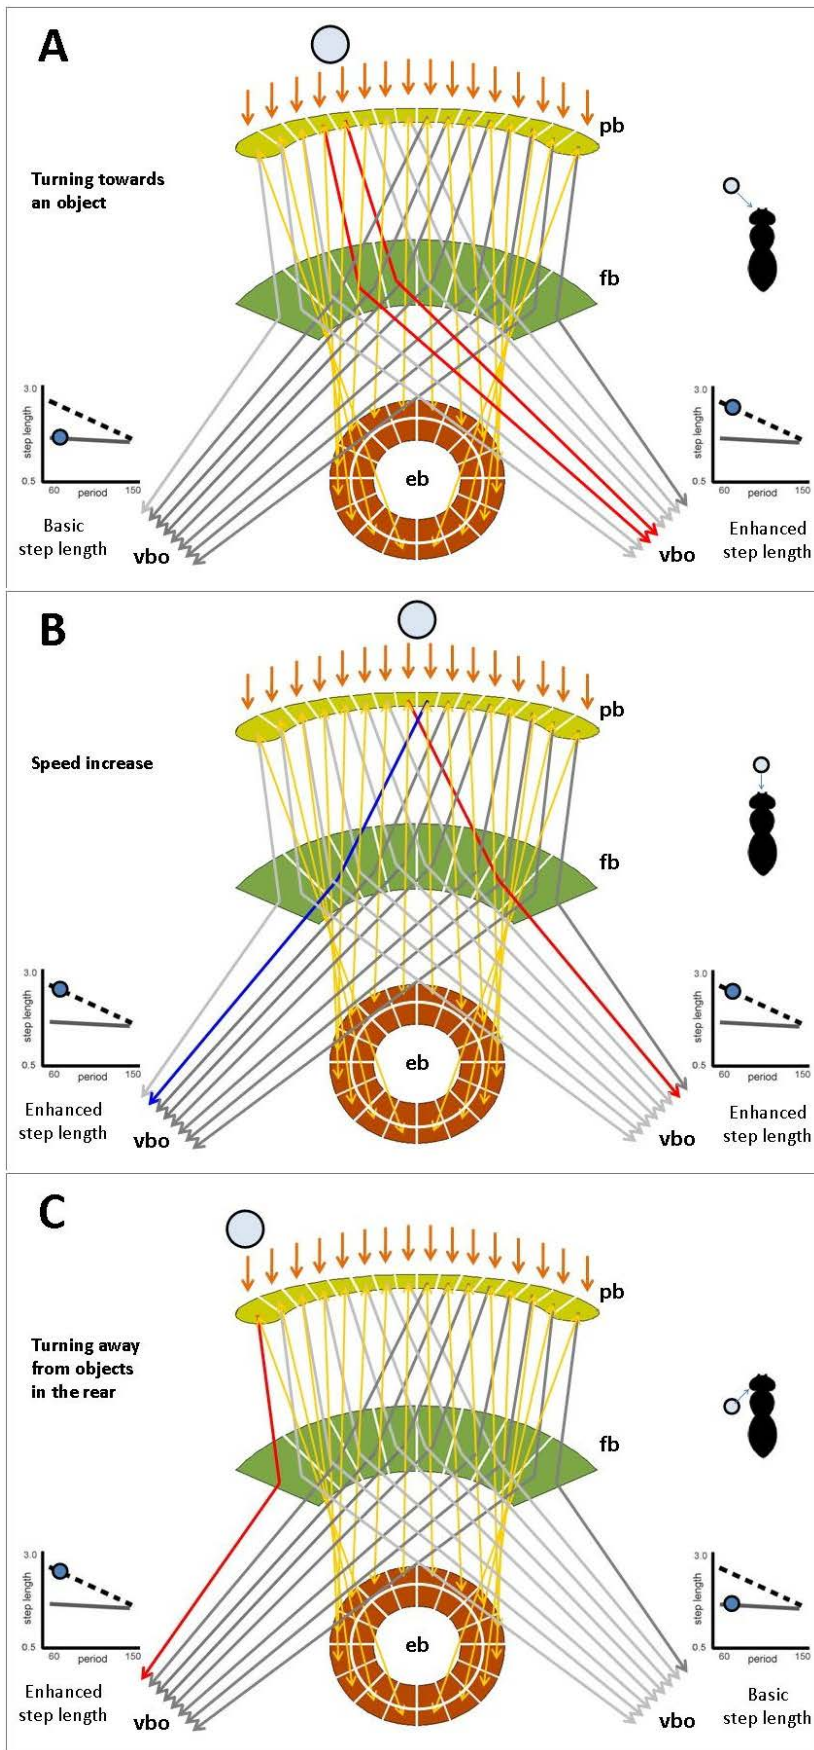 A
pb
Turning towards
an object
fb
3.0
step length
0.5
60
period
150
Basic
step length
vbo
eb
3.0
step length
0.5
60
period
150
Enhanced
step length
vbo
B
pb
Speed increase
fb
3.0
step length
0.5
60
period
150
Enhanced
step length
vbo
eb
3.0
step length
0.5
60
period
150
Enhanced
step length
vbo
C
pb
Turning away
from objects
in the rear
fb
3.0
step length
0.5
60
period
150
Enhanced
step length
vbo
eb
3.0
step length
0.5
60
period
150
Basic
step length
vbo